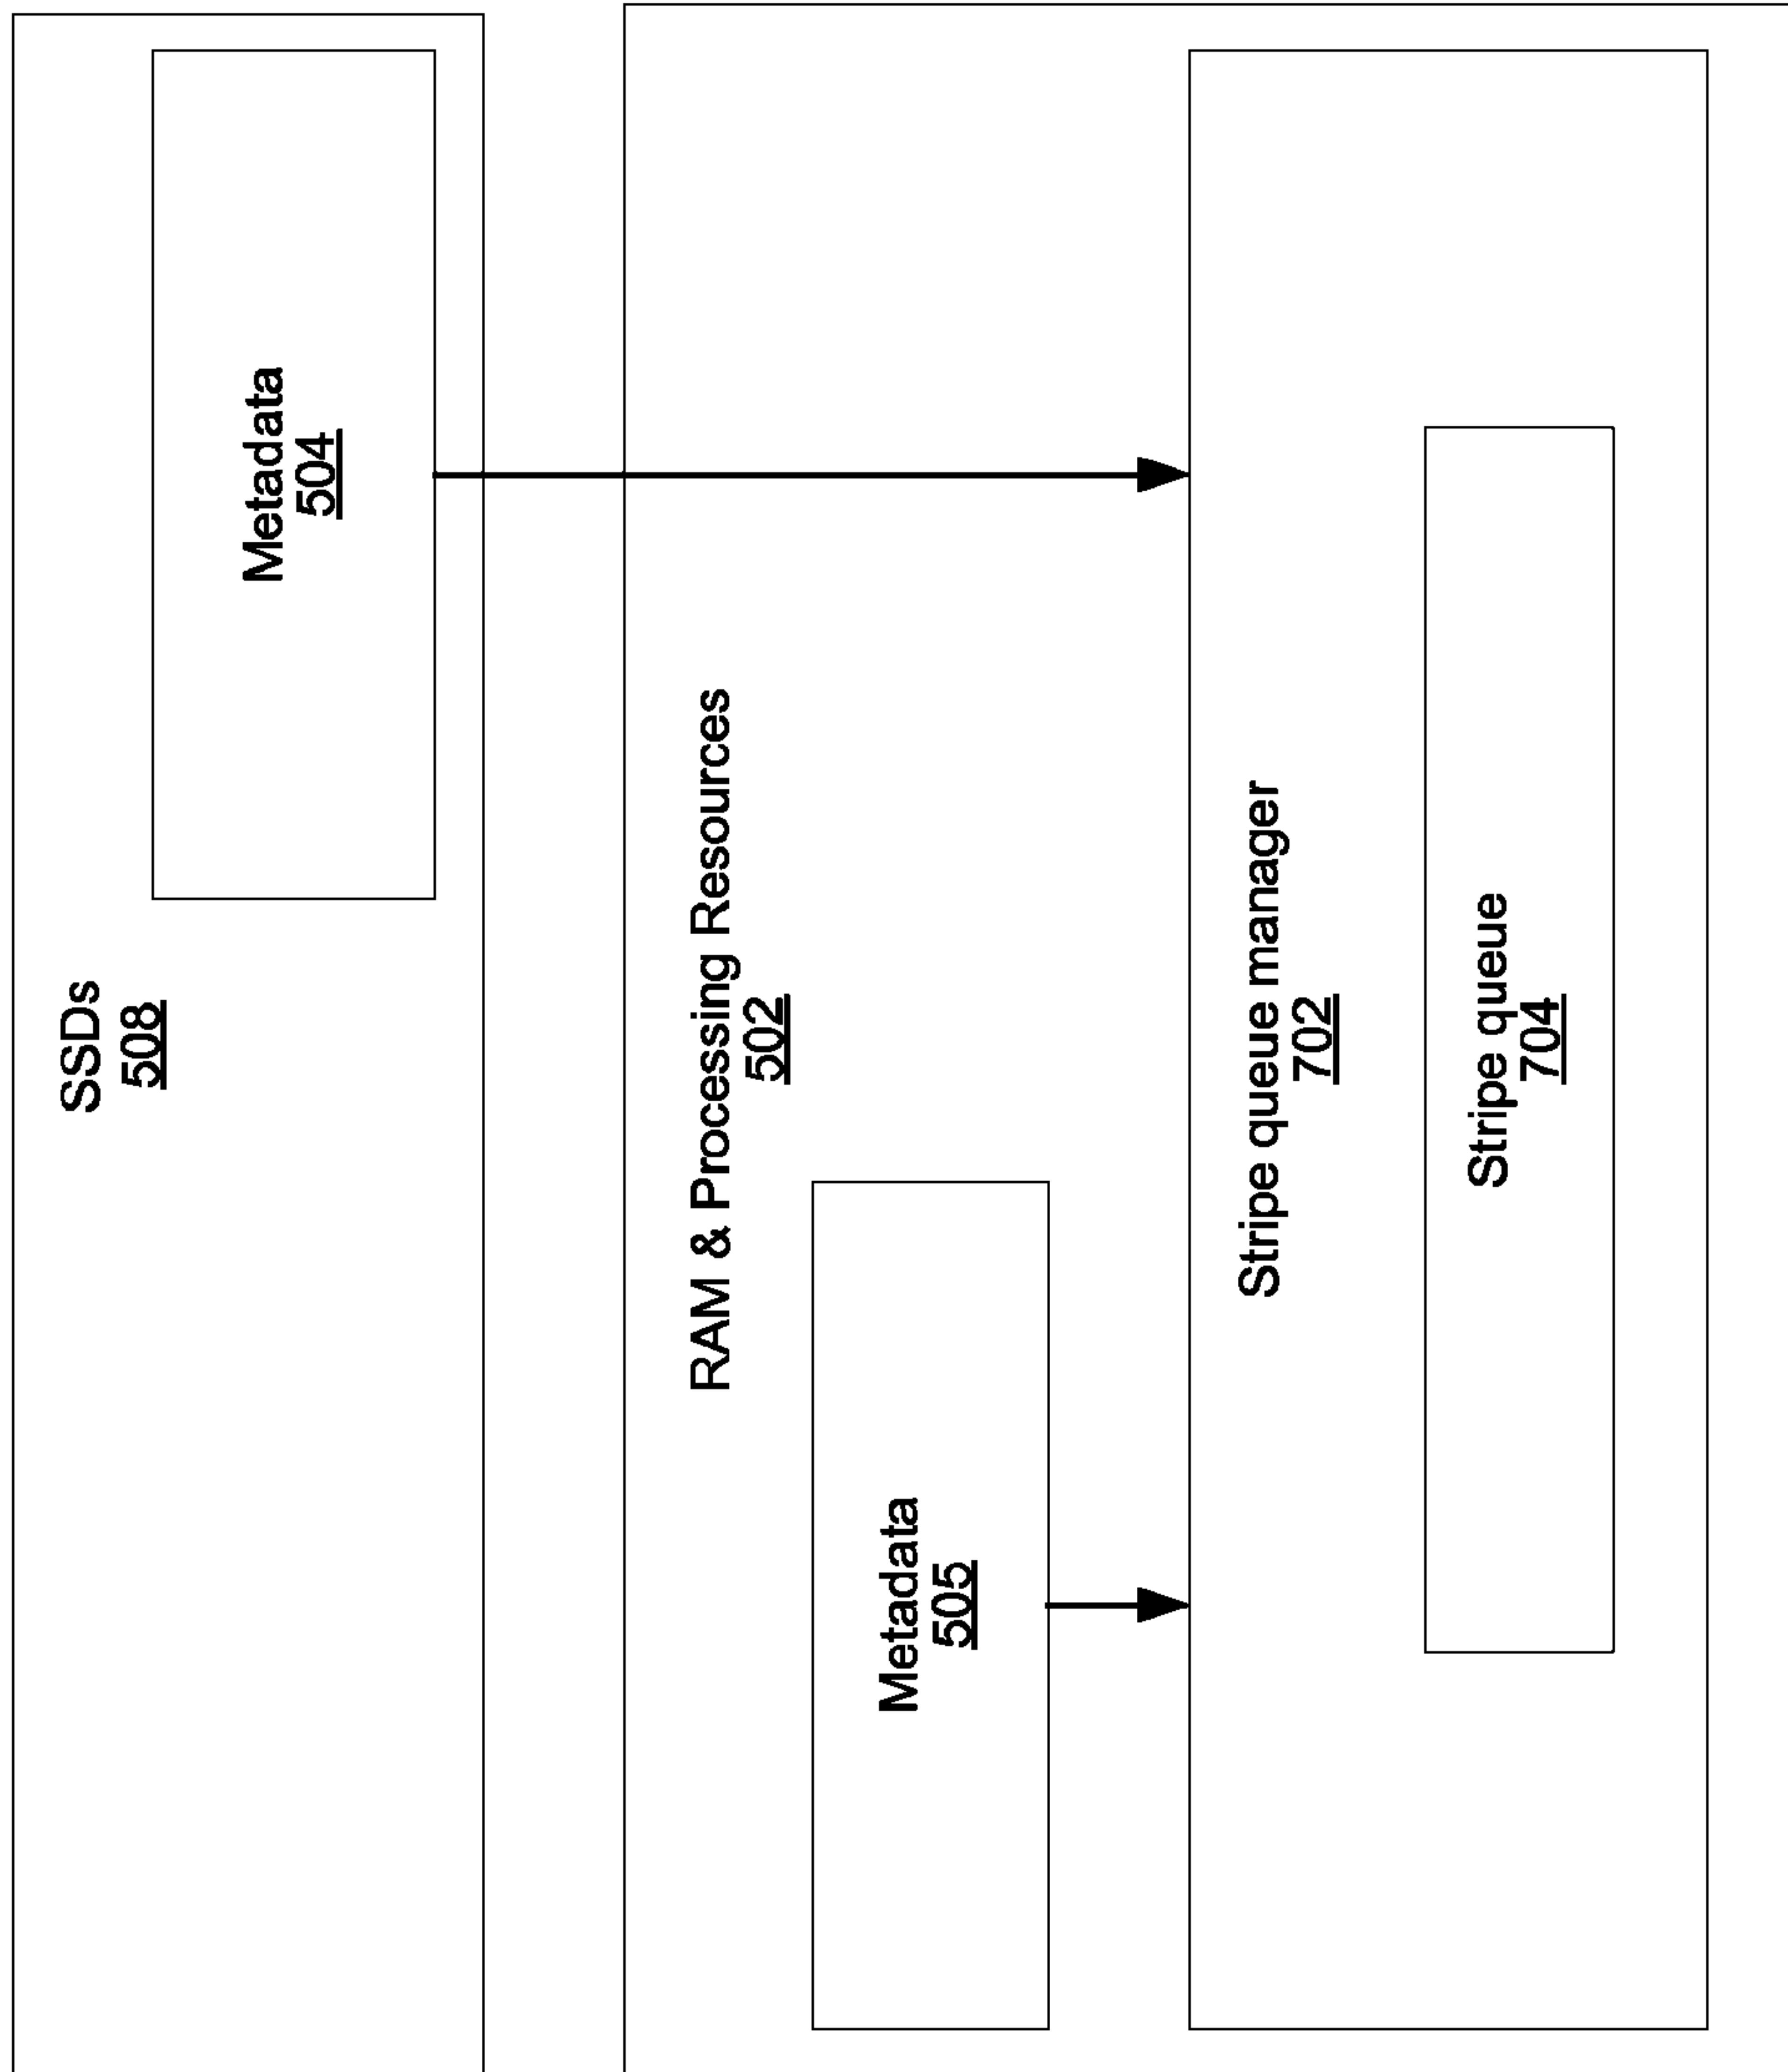 SSDs
508
Metadata
504
RAM & Processing Resources
502
Metadata
505
Stripe queue manager
702
Stripe queue
704